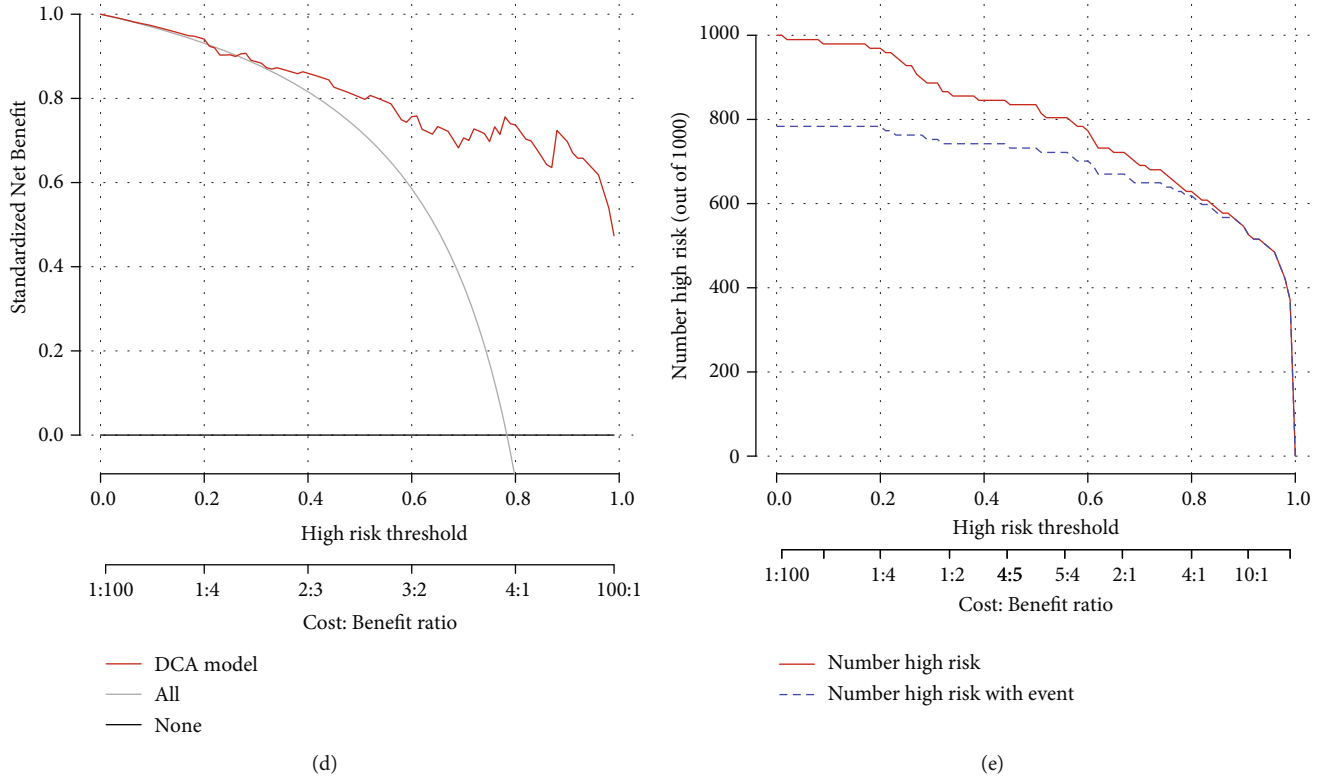 1.0
0.8
0.6
0.4
0.2
0.0
Standardized Net Benefit
0.0 0.2 0.4 0.6 0.8 1.0
High risk threshold
1:100 1:4 2:3 3:2 4:1 100:1
Cost: Benefit ratio
DCA model
All
None
(d)
1000
800
600
400
200
0
Number high risk (out of 1000)
0.0 0.2 0.4 0.6 0.8 1.0
High risk threshold
1:100 1:4 1:2 4:5 5:4 2:1 4:1 10:1
Cost: Benefit ratio
Number high risk
Number high risk with event
(e)